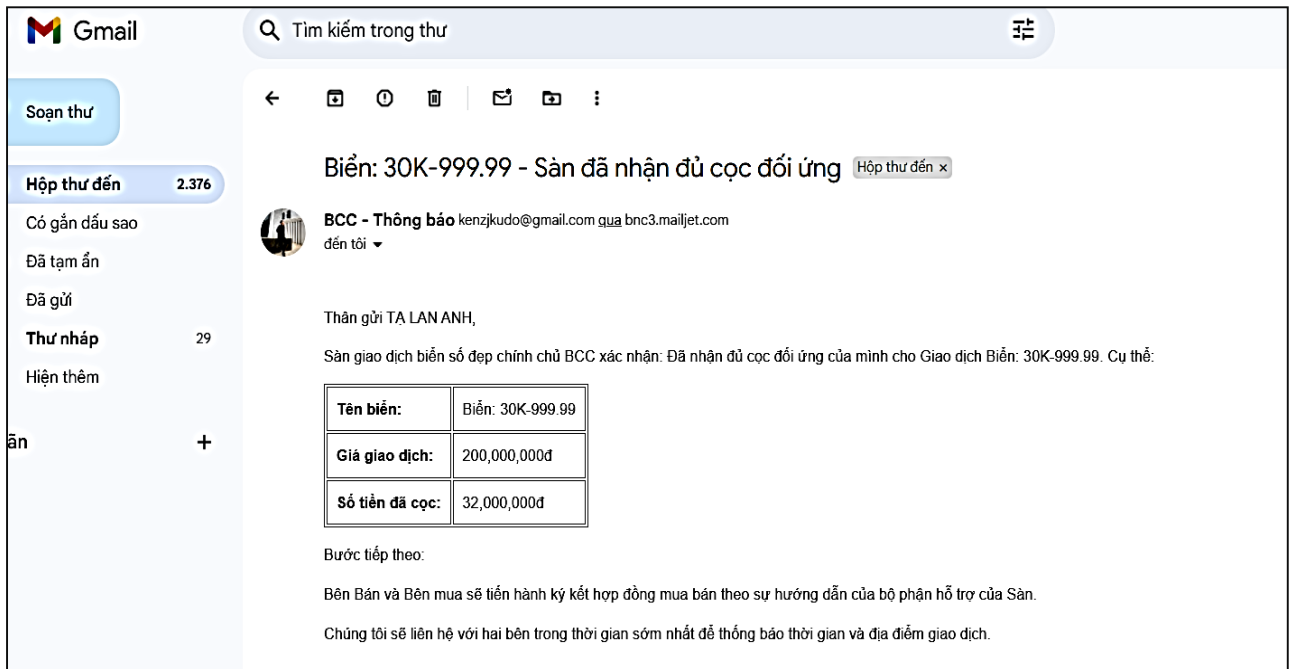 Gmail
Tìm kiếm trong thư
Soạn thư
Hộp thư đến 2.376
Có gắn dấu sao
Đã tạm ẩn
Đã gửi
Thư nháp 29
Hiện thêm
ãn +
Biển: 30K-999.99 - Sàn đã nhận đủ cọc đối ứng Hộp thư đến x
BCC - Thông báo kenzjkudo@gmail.com qua bnc3.mailjet.com
đến tôi
Thân gửi TẠ LAN ANH,
Sàn giao dịch biển số đẹp chính chủ BCC xác nhận: Đã nhận đủ cọc đối ứng của mình cho Giao dịch Biển: 30K-999.99. Cụ thể:
Tên biển: Biển: 30K-999.99
Giá giao dịch: 200,000,000đ
Số tiền đã cọc: 32,000,000đ
Bước tiếp theo:
Bên Bán và Bên mua sẽ tiến hành ký kết hợp đồng mua bán theo sự hướng dẫn của bộ phận hỗ trợ của Sàn.
Chúng tôi sẽ liên hệ với hai bên trong thời gian sớm nhất để thống báo thời gian và địa điểm giao dịch.